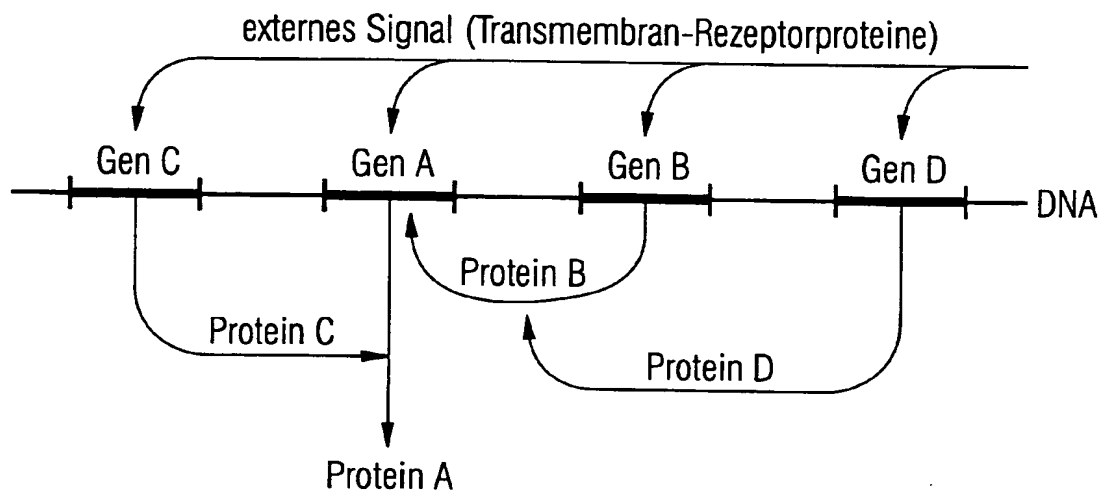 externes Signal (Transmembran-Rezeptorproteine)
Gen C
Gen A
Gen B
Gen D
DNA
Protein B
Protein C
Protein D
Protein A